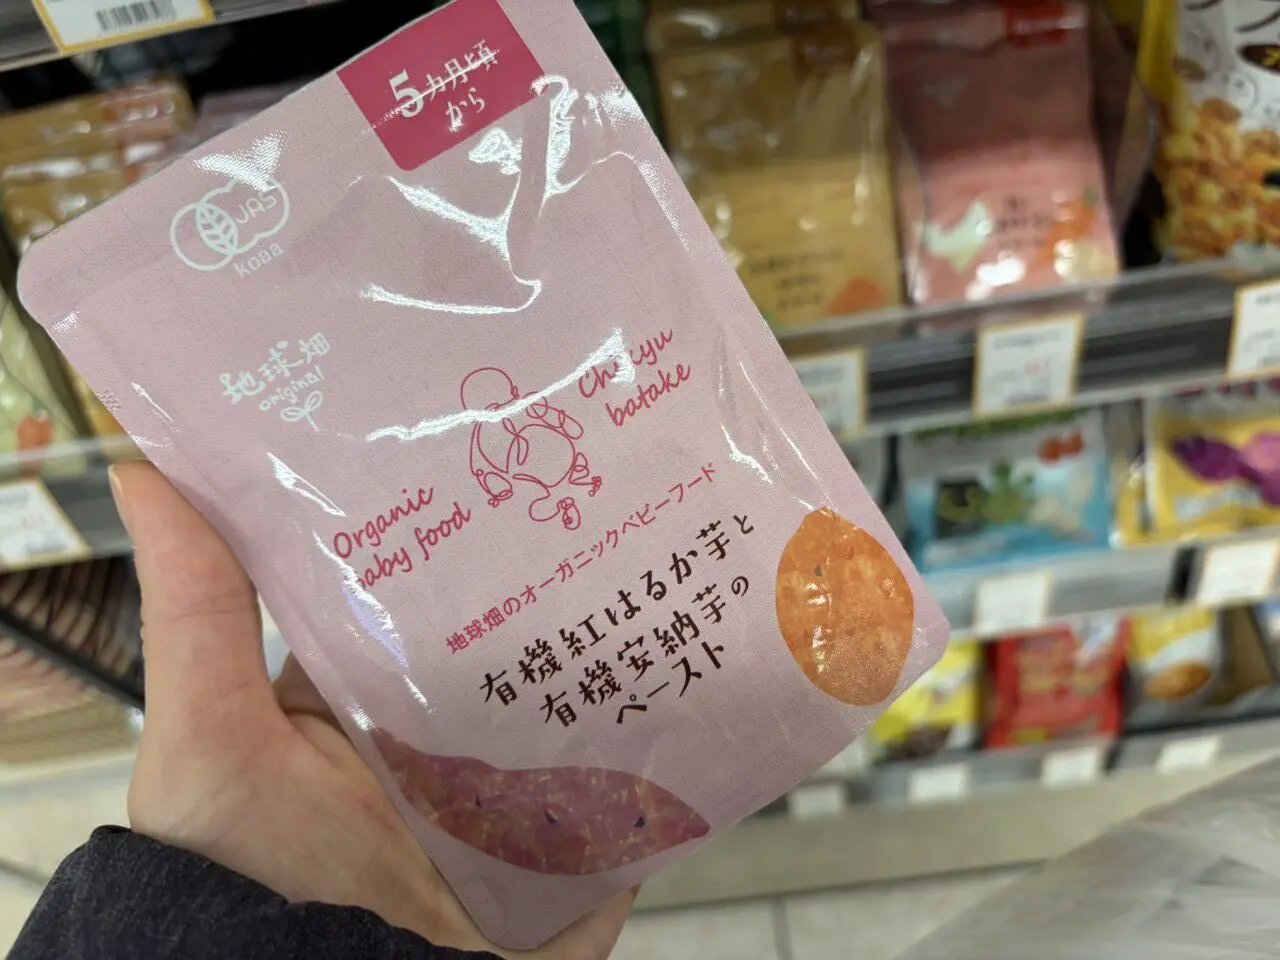 5カ月頃
から
JAS
koaa
地球畑
original
Chikyu
batake
Organic
baby food
地球畑のオーガニックベビーフード
有機紅はるか芋と
有機安納芋の
ペースト